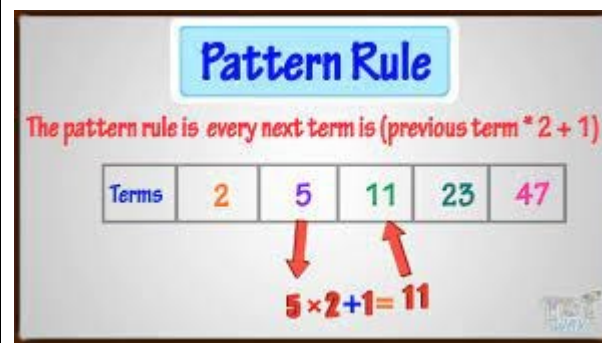 Pattern Rule
The pattern rule is every next term is (previous term * 2 + 1)
Terms 2 5 11 23 47
5 ×2+1= 11